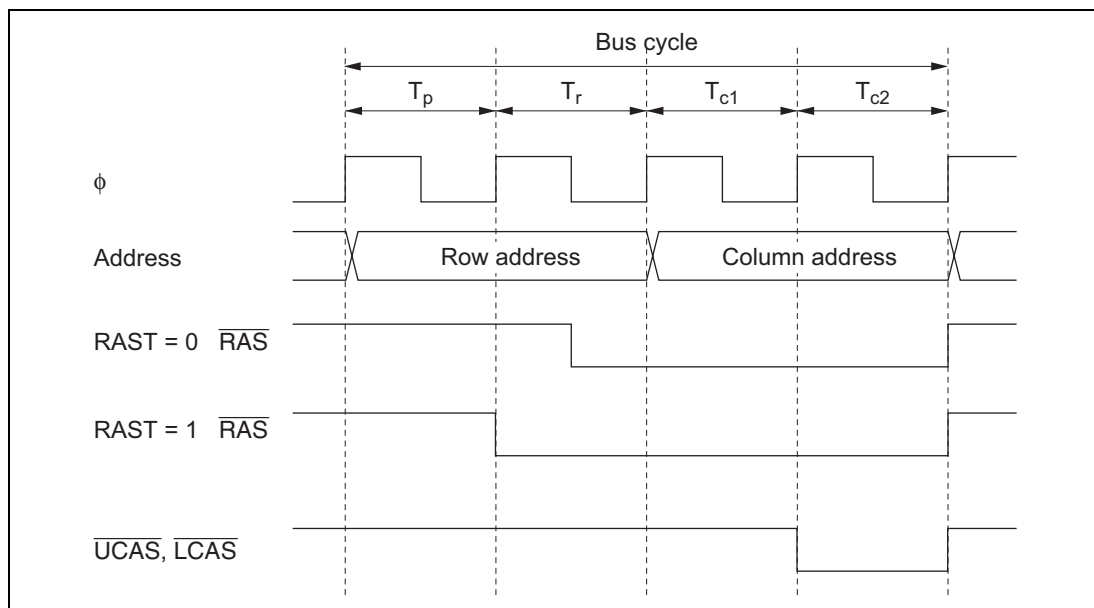 Bus cycle
Tp Tr Tc1 Tc2
φ
Address Row address Column address
RAST = 0 RAS
RAST = 1 RAS
UCAS, LCAS